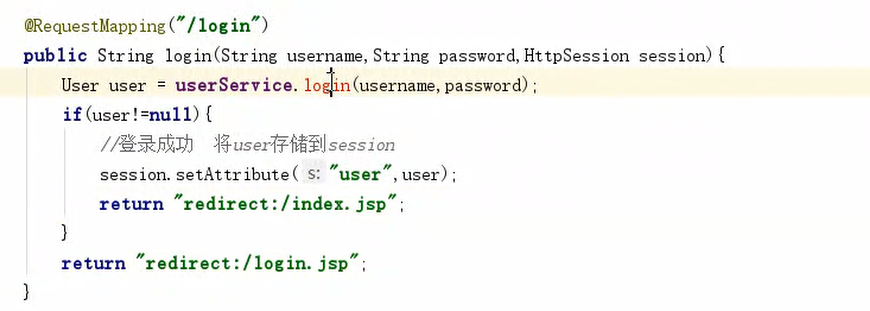 @RequestMapping("/login")
public String login(String username,String password,HttpSession session){
User user = userService.login(username,password);
if(user!=null){
//登录成功 将user存储到session
session.setAttribute( s: "user",user);
return "redirect:/index.jsp";
}
return "redirect:/login.jsp";
}